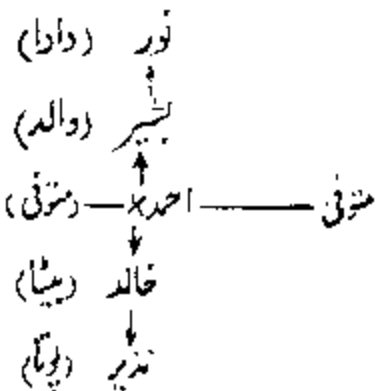 نور (دادا)
بشیر (والد)
متوفی احمد × (متوفی)
خالد (بیٹا)
نذیر (پوتا)